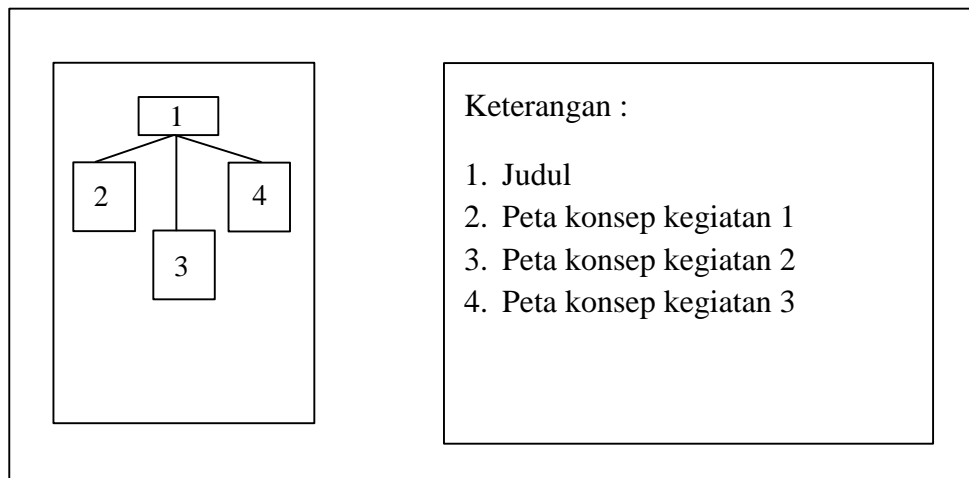 1
2
4
3
Keterangan :
1. Judul
2. Peta konsep kegiatan 1
3. Peta konsep kegiatan 2
4. Peta konsep kegiatan 3